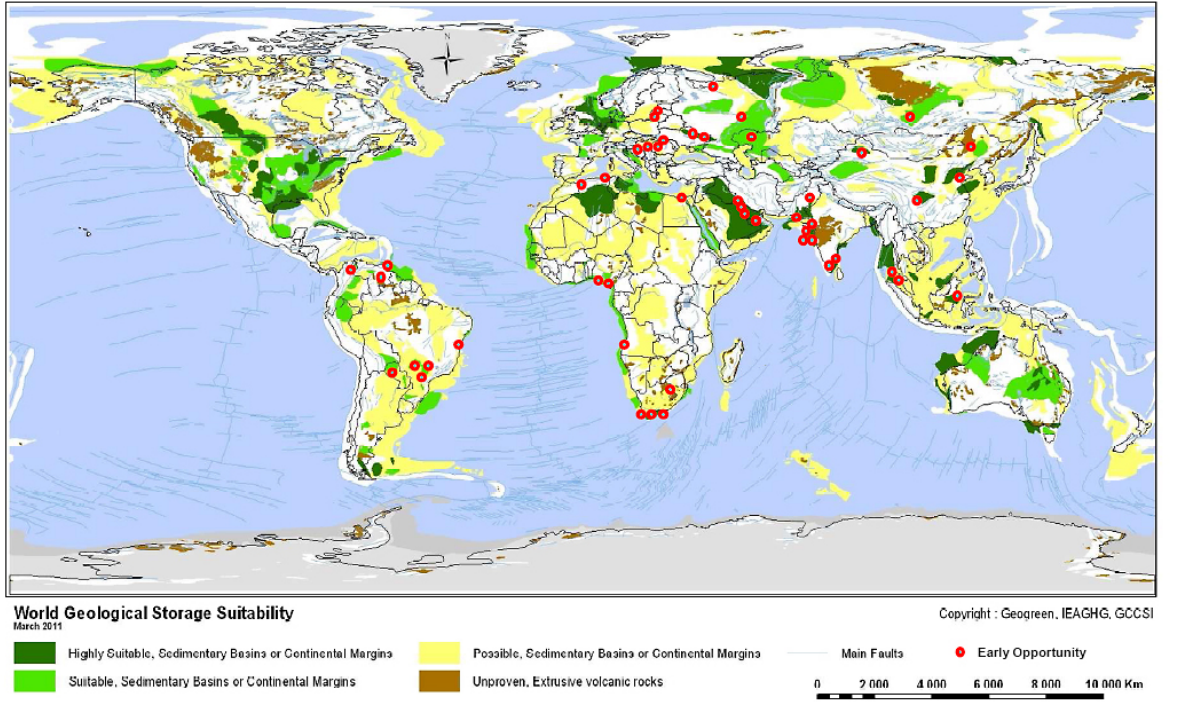 N
World Geological Storage Suitability
March 2011
Copyright : Geogreen, IEAGHG, GCCSI
Highly Suitable, Sedimentary Basins or Continental Margins
Possible, Sedimentary Basins or Continental Margins
Main Faults
Early Opportunity
Suitable, Sedimentary Basins or Continental Margins
Unproven, Extrusive volcanic rocks
0 2 000 4 000 6 000 8 000 10 000 Km